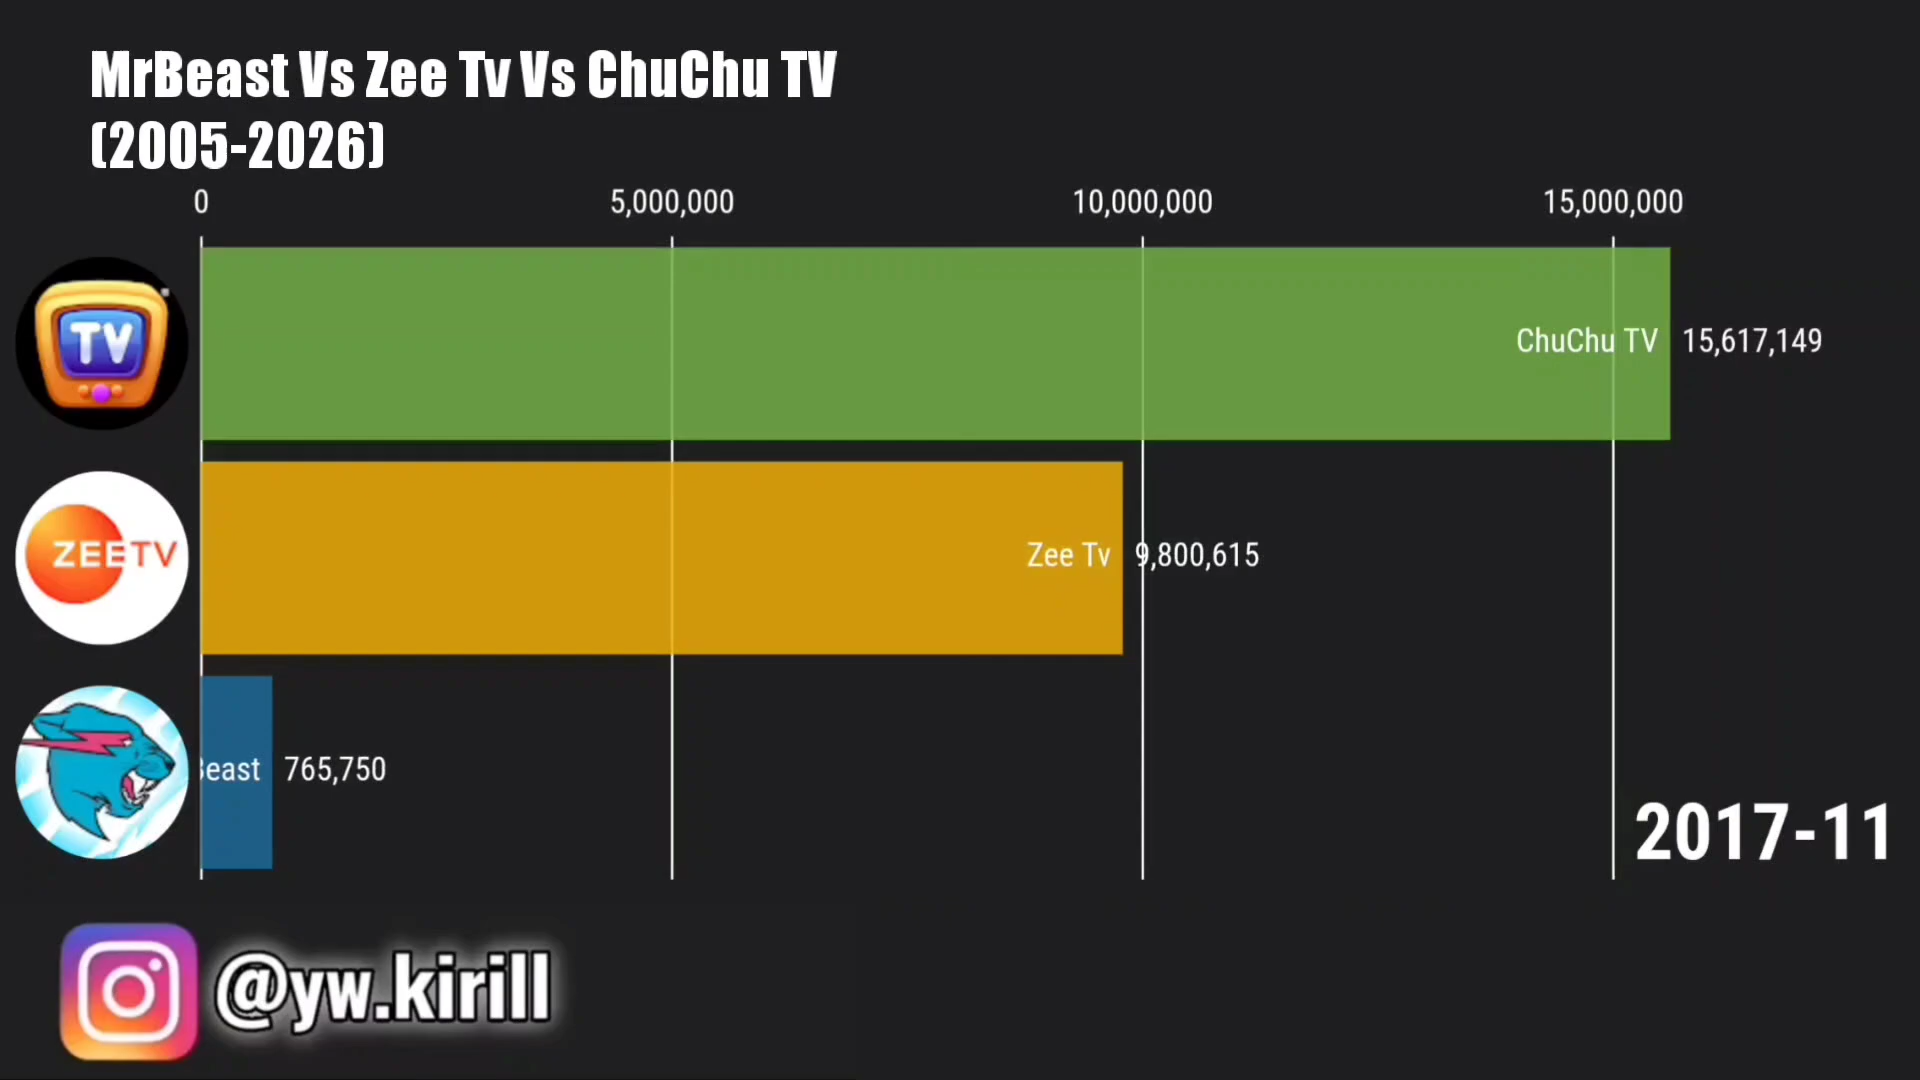 MrBeast Vs Zee Tv Vs ChuChu TV
(2005-2026)
0 5,000,000 10,000,000 15,000,000
TV
ChuChu TV 15,617,149
ZEETV
Zee Tv 9,800,615
Beast 765,750
2017-11
@yw.kirill